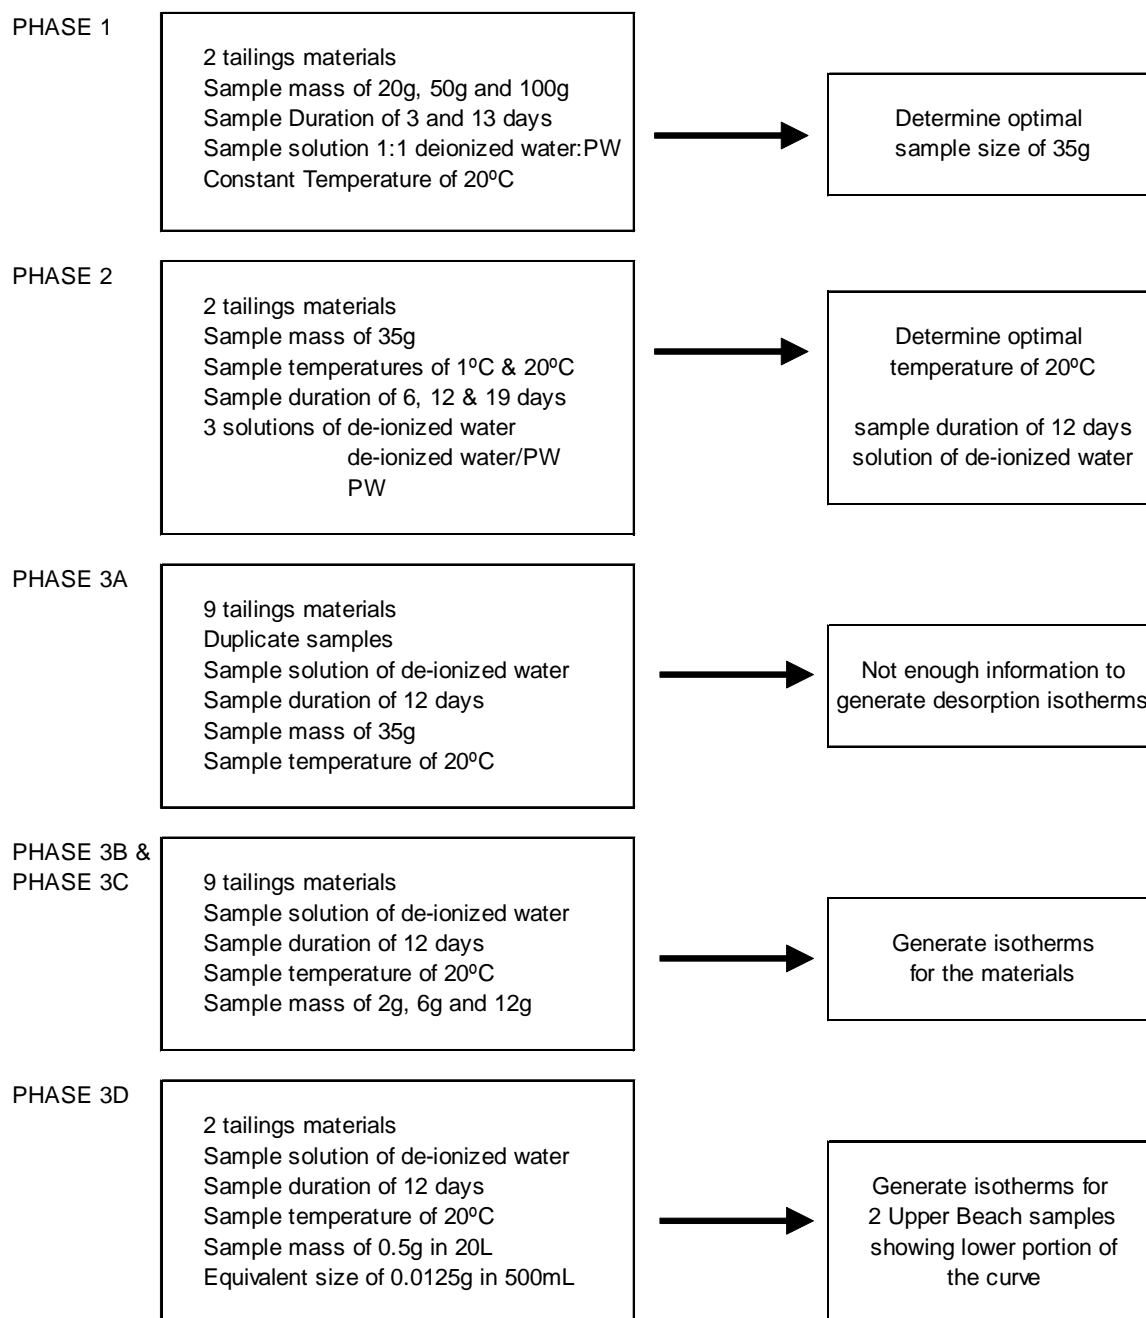 PHASE 1
2 tailings materials
Sample mass of 20g, 50g and 100g
Sample Duration of 3 and 13 days
Sample solution 1:1 deionized water:PW
Constant Temperature of 20ºC
Determine optimal
sample size of 35g
PHASE 2
2 tailings materials
Sample mass of 35g
Sample temperatures of 1ºC & 20ºC
Sample duration of 6, 12 & 19 days
3 solutions of de-ionized water
de-ionized water/PW
PW
Determine optimal
temperature of 20ºC
sample duration of 12 days
solution of de-ionized water
PHASE 3A
9 tailings materials
Duplicate samples
Sample solution of de-ionized water
Sample duration of 12 days
Sample mass of 35g
Sample temperature of 20ºC
Not enough information to
generate desorption isotherms
PHASE 3B &
PHASE 3C
9 tailings materials
Sample solution of de-ionized water
Sample duration of 12 days
Sample temperature of 20ºC
Sample mass of 2g, 6g and 12g
Generate isotherms
for the materials
PHASE 3D
2 tailings materials
Sample solution of de-ionized water
Sample duration of 12 days
Sample temperature of 20ºC
Sample mass of 0.5g in 20L
Equivalent size of 0.0125g in 500mL
Generate isotherms for
2 Upper Beach samples
showing lower portion of
the curve